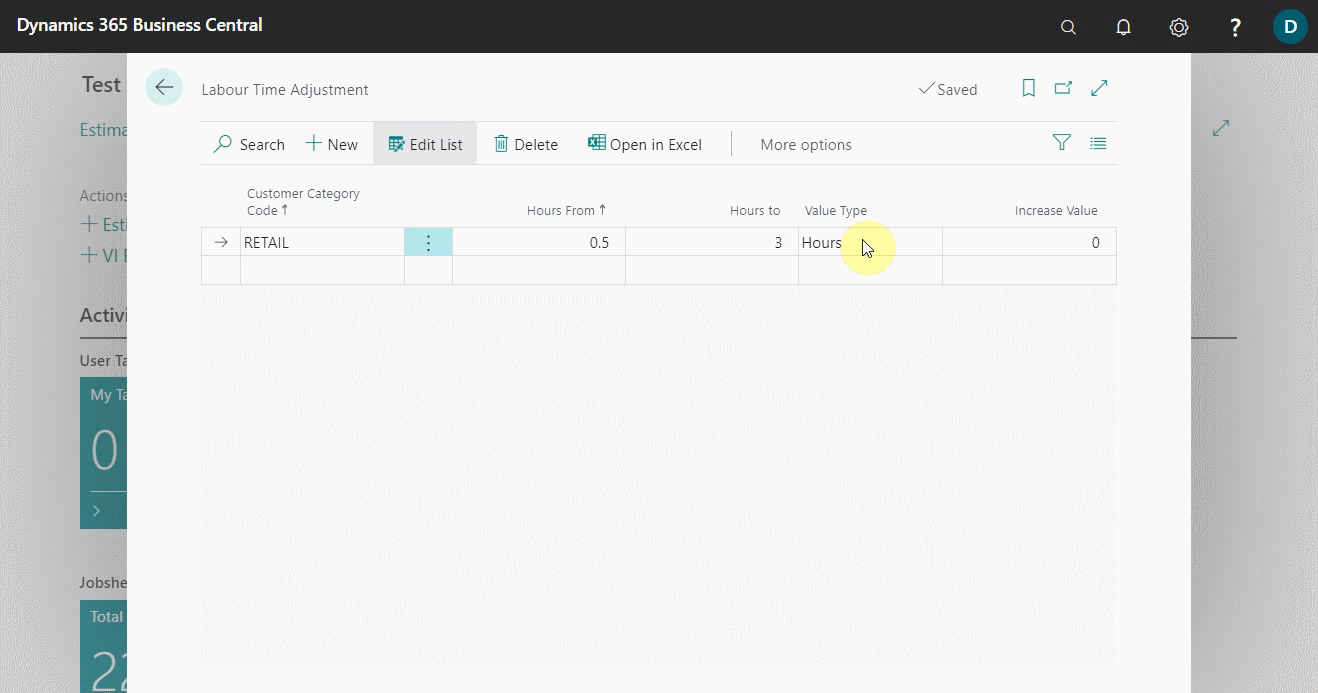 Dynamics 365 Business Central
?
D
Test
Labour Time Adjustment
Saved
Estima
Search
New
Edit List
Delete
Open in Excel
More options
Actions
Customer Category
Code ↑
Hours From ↑
Hours to
Value Type
Increase Value
+ Esti
RETAIL
0.5
3
Hours
0
+ VI
Activi
User Ta
My Ta
0
Jobshe
Total
22